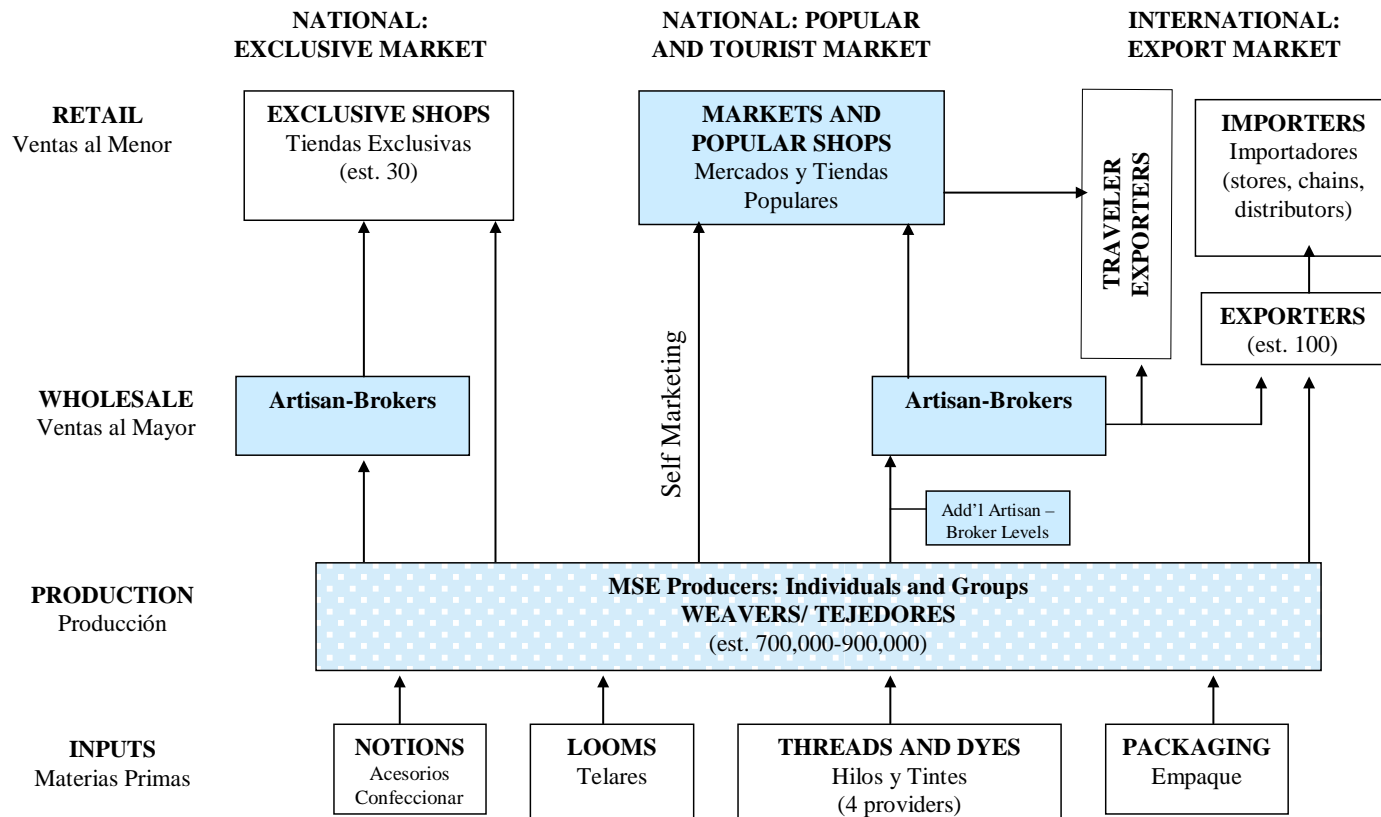 NATIONAL:
EXCLUSIVE MARKET
NATIONAL: POPULAR
AND TOURIST MARKET
INTERNATIONAL:
EXPORT MARKET
RETAIL
Ventas al Menor
EXCLUSIVE SHOPS
Tiendas Exclusivas
(est. 30)
MARKETS AND
POPULAR SHOPS
Mercados y Tiendas
Populares
TRAVELER
EXPORTERS
IMPORTERS
Importadores
(stores, chains,
distributors)
EXPORTERS
(est. 100)
WHOLESALE
Ventas al Mayor
Artisan-Brokers
Self Marketing
Artisan-Brokers
Add’l Artisan –
Broker Levels
PRODUCTION
Producción
MSE Producers: Individuals and Groups
WEAVERS/ TEJEDORES
(est. 700,000-900,000)
INPUTS
Materias Primas
NOTIONS
Acesorios
Confeccionar
LOOMS
Telares
THREADS AND DYES
Hilos y Tintes
(4 providers)
PACKAGING
Empaque